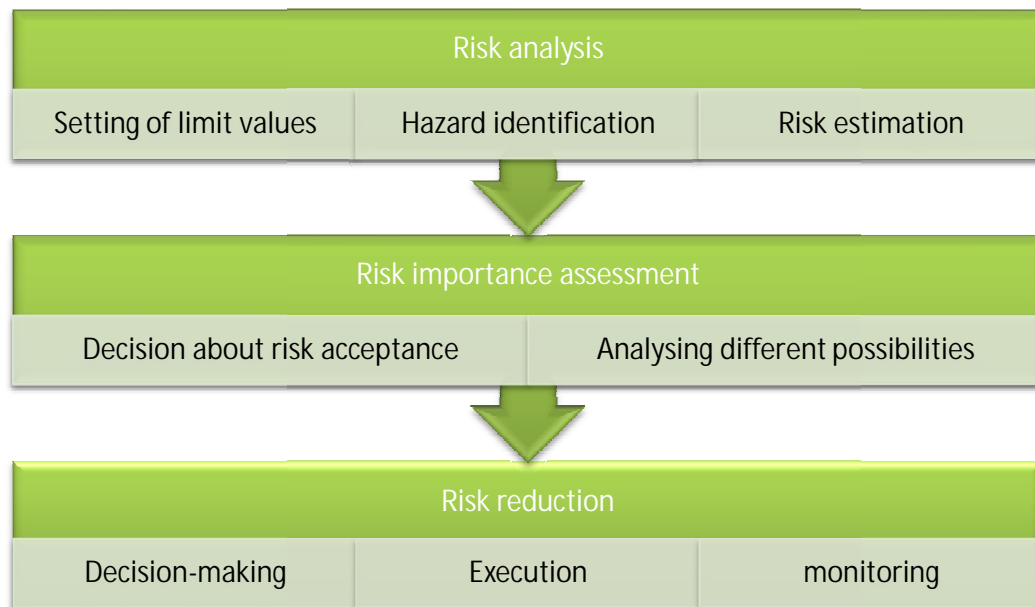 Risk analysis
Setting of limit values
Hazard identification
Risk estimation
Risk importance assessment
Decision about risk acceptance
Analysing different possibilities
Risk reduction
Decision-making
Execution
monitoring